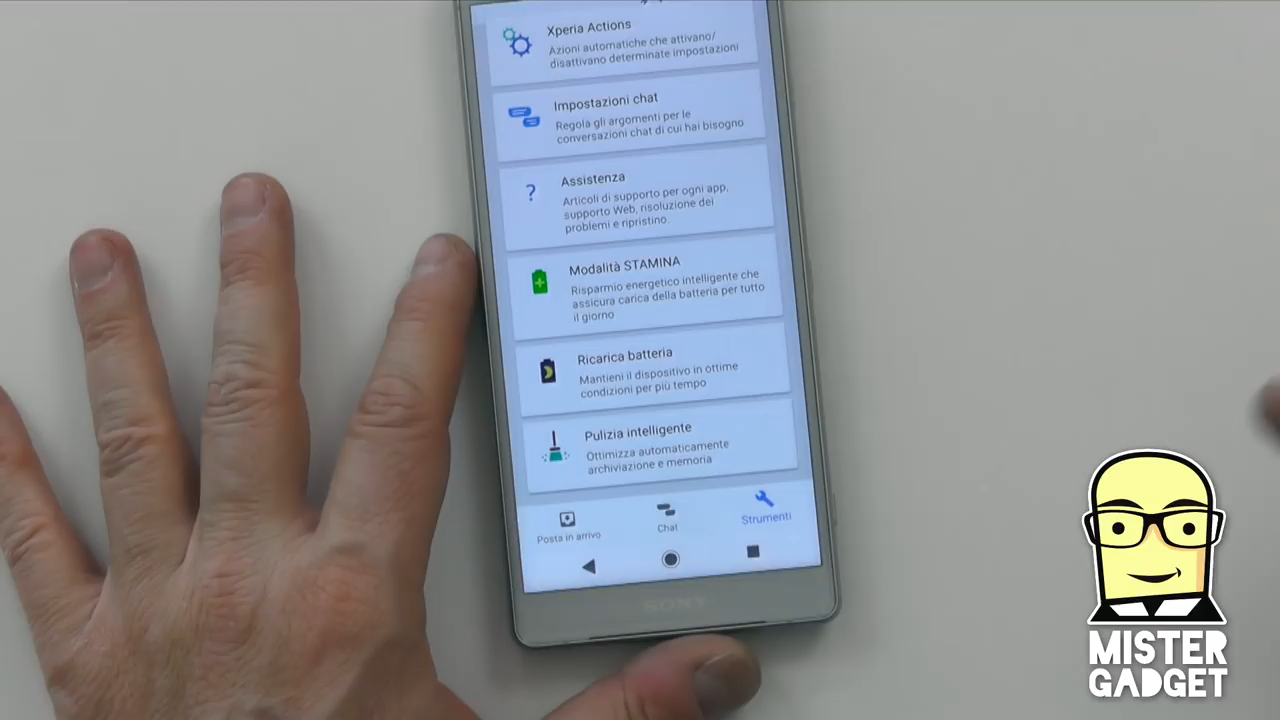 Xperia Actions
Azioni automatiche che attivano/
disattivano determinate impostazioni
Impostazioni chat
Regola gli argomenti per le
conversazioni chat di cui hai bisogno
Assistenza
Articoli di supporto per ogni app,
supporto Web, risoluzione dei
problemi e ripristino.
Modalità STAMINA
Risparmio energetico intelligente che
assicura carica della batteria per tutto
il giorno
Ricarica batteria
Mantieni il dispositivo in ottime
condizioni per più tempo
Pulizia intelligente
Ottimizza automaticamente
archiviazione e memoria
Posta in arrivo
Chat
Strumenti
SONY
MISTER
GADGET